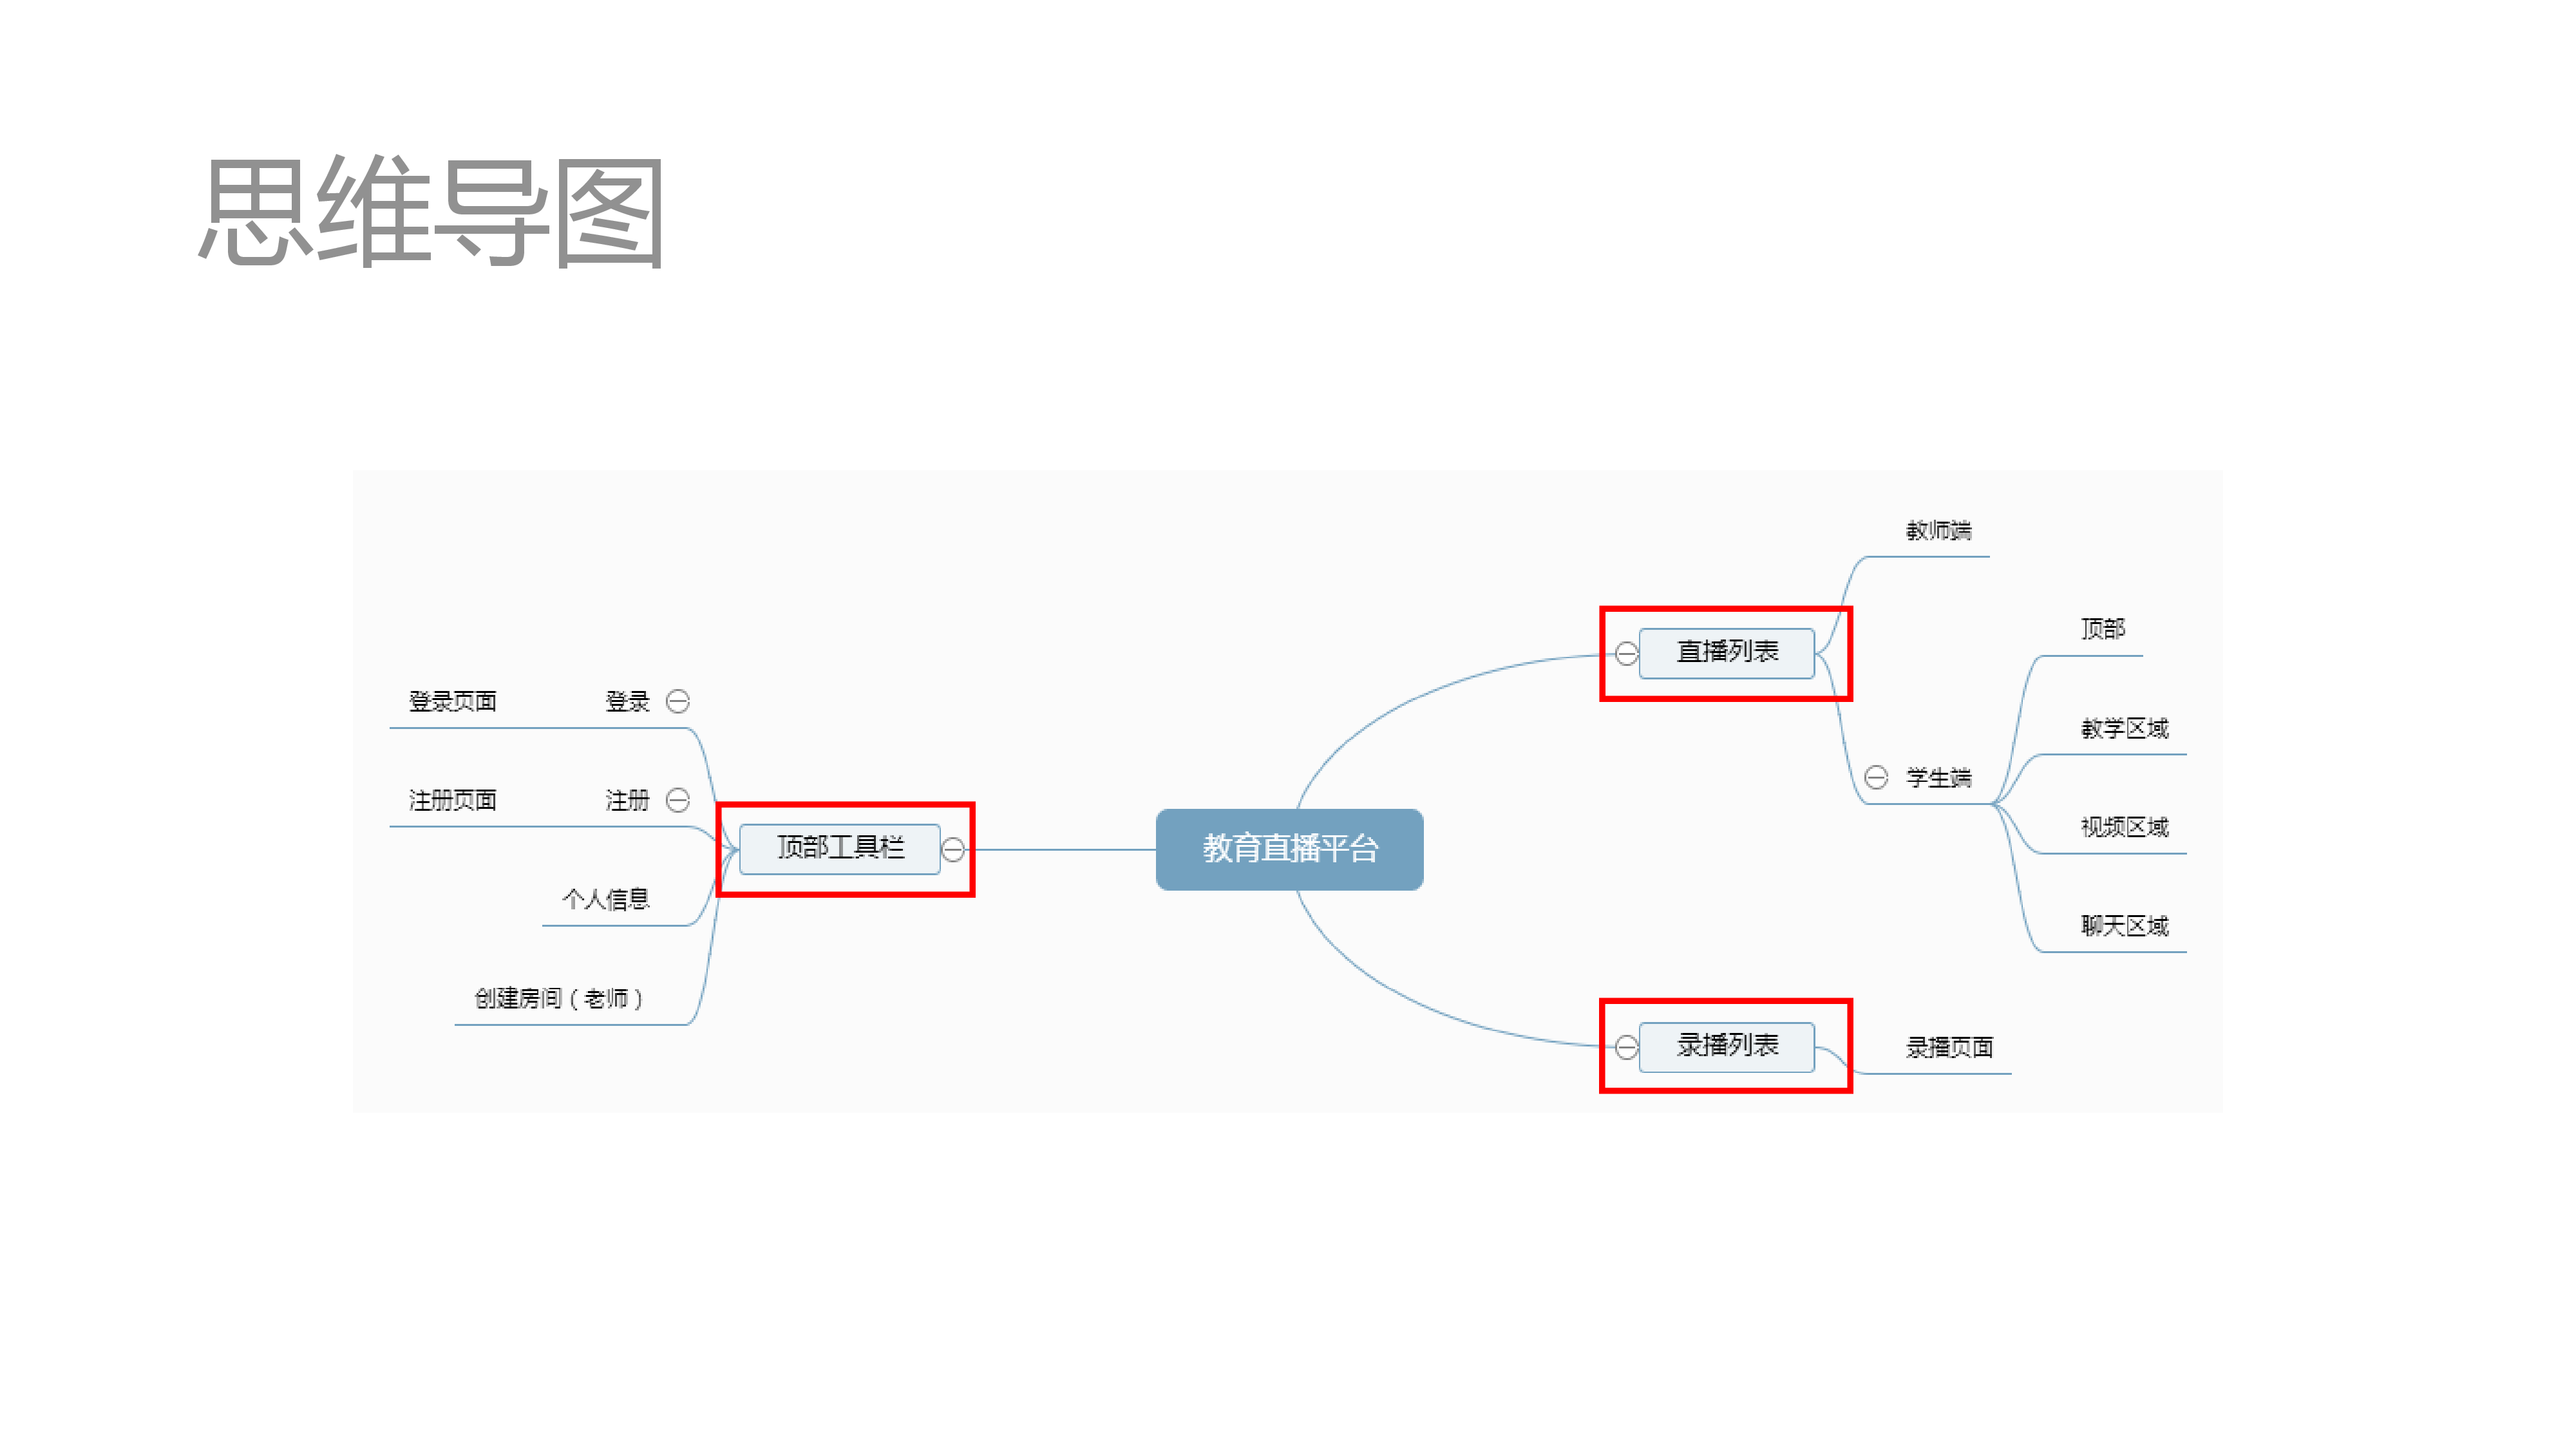 思维导图
教育直播平台
顶部工具栏
登录
登录页面
注册
注册页面
个人信息
创建房间（老师）
直播列表
教师端
学生端
顶部
教学区域
视频区域
聊天区域
录播列表
录播页面